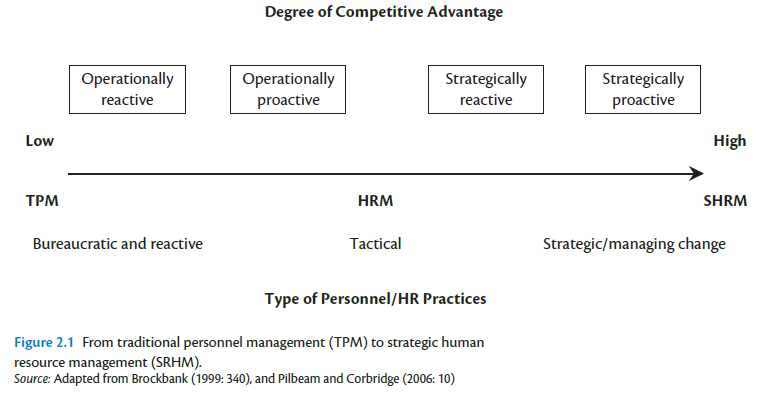 Degree of Competitive Advantage
Operationally
reactive
Operationally
proactive
Strategically
reactive
Strategically
proactive
Low
High
TPM
HRM
SHRM
Bureaucratic and reactive
Tactical
Strategic/managing change
Type of Personnel/HR Practices
Figure 2.1 From traditional personnel management (TPM) to strategic human
resource management (SRHM).
Source: Adapted from Brockbank (1999: 340), and Pilbeam and Corbridge (2006: 10)